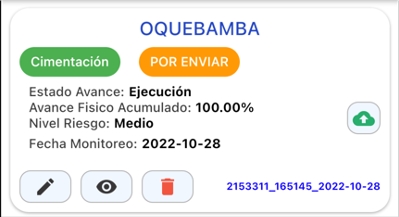 OQUEBAMBA
Cimentación POR ENVIAR
Estado Avance: Ejecución
Avance Fisico Acumulado: 100.00%
Nivel Riesgo: Medio
Fecha Monitoreo: 2022-10-28
2153311_165145_2022-10-28